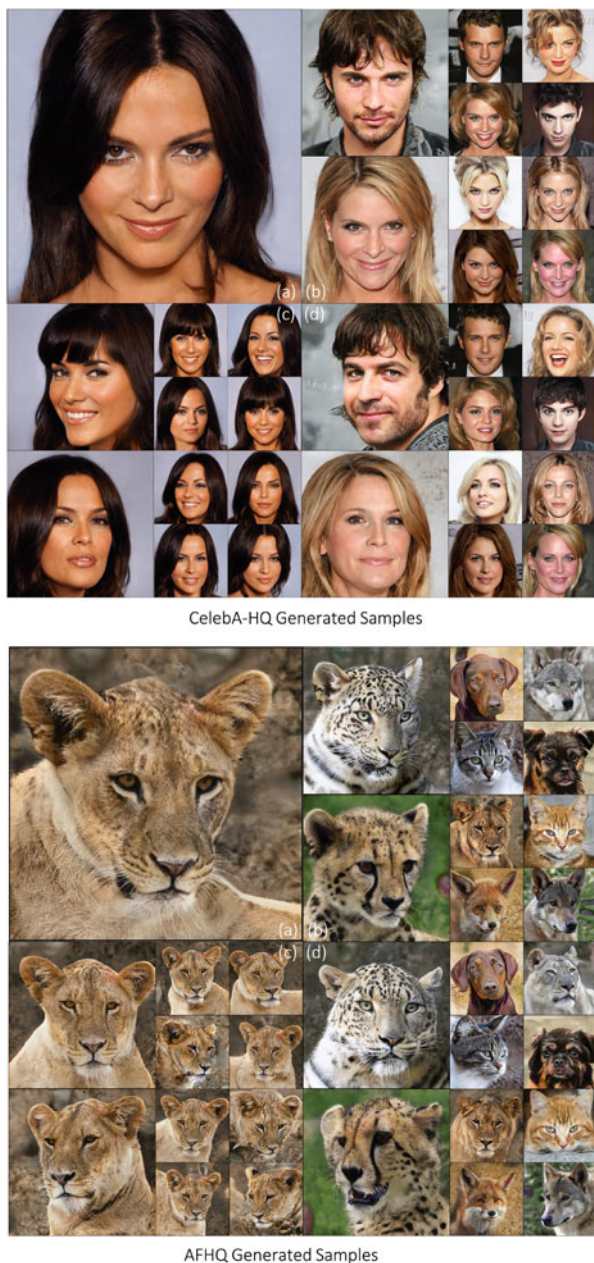 (a) (b)
(c) (d)
CelebA-HQ Generated Samples
(a) (b)
(c) (d)
AFHQ Generated Samples